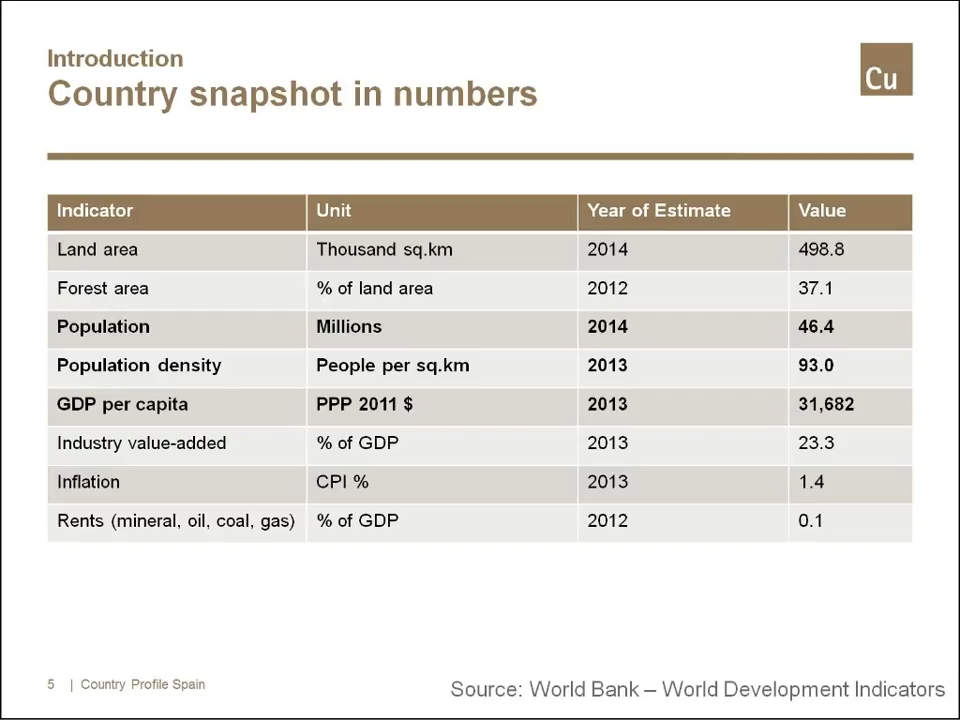 Introduction
Country snapshot in numbers
Cu
Indicator Unit Year of Estimate Value
Land area Thousand sq.km 2014 498.8
Forest area % of land area 2012 37.1
Population Millions 2014 46.4
Population density People per sq.km 2013 93.0
GDP per capita PPP 2011 $ 2013 31,682
Industry value-added % of GDP 2013 23.3
Inflation CPI % 2013 1.4
Rents (mineral, oil, coal, gas) % of GDP 2012 0.1
5 | Country Profile Spain
Source: World Bank – World Development Indicators